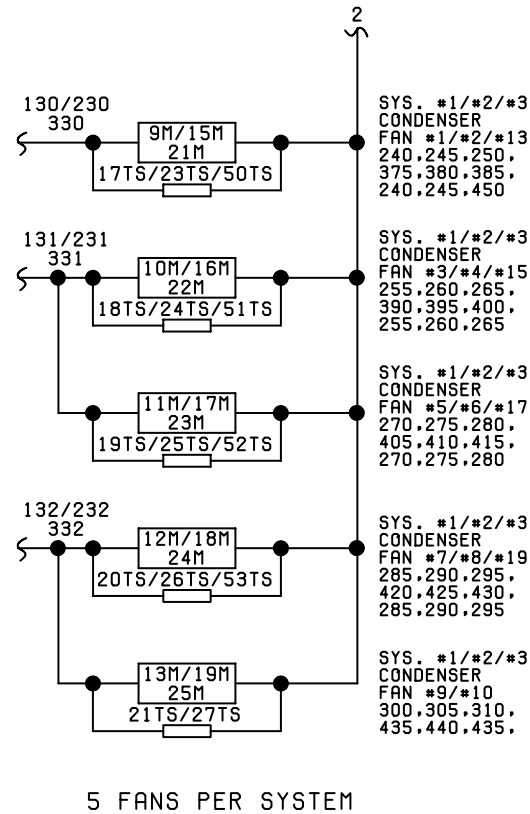 2
130/230
330
9M/15M
21M
17TS/23TS/50TS
SYS. #1/#2/#3
CONDENSER
FAN #1/#2/#13
240,245,250,
375,380,385,
240,245,450
131/231
331
10M/16M
22M
18TS/24TS/51TS
SYS. #1/#2/#3
CONDENSER
FAN #3/#4/#15
255,260,265,
390,395,400,
255,260,265
11M/17M
23M
19TS/25TS/52TS
SYS. #1/#2/#3
CONDENSER
FAN #5/#6/#17
270,275,280,
405,410,415,
270,275,280
132/232
332
12M/18M
24M
20TS/26TS/53TS
SYS. #1/#2/#3
CONDENSER
FAN #7/#8/#19
285,290,295,
420,425,430,
285,290,295
13M/19M
25M
21TS/27TS
SYS. #1/#2/#3
CONDENSER
FAN #9/#10
300,305,310,
435,440,435,
5 FANS PER SYSTEM